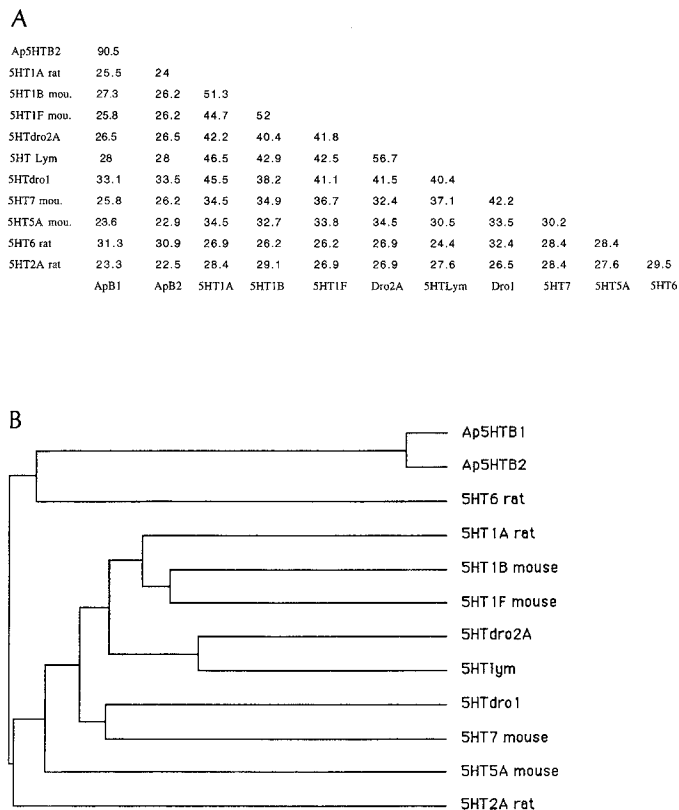 A
Ap5HTB2 90.5
5HT1A rat 25.5 24
5HT1B mou. 27.3 26.2 51.3
5HT1F mou. 25.8 26.2 44.7 52
5HTdro2A 26.5 26.5 42.2 40.4 41.8
5HT Lym 28 28 46.5 42.9 42.5 56.7
5HTdro1 33.1 33.5 45.5 38.2 41.1 41.5 40.4
5HT7 mou. 25.8 26.2 34.5 34.9 36.7 32.4 37.1 42.2
5HT5A mou. 23.6 22.9 34.5 32.7 33.8 34.5 30.5 33.5 30.2
5HT6 rat 31.3 30.9 26.9 26.2 26.2 26.9 24.4 32.4 28.4 28.4
5HT2A rat 23.3 22.5 28.4 29.1 26.9 26.9 27.6 26.5 28.4 27.6 29.5
ApB1 ApB2 5HT1A 5HT1B 5HT1F Dro2A 5HTLym Dro1 5HT7 5HT5A 5HT6
B
Ap5HTB1
Ap5HTB2
5HT6 rat
5HT1A rat
5HT1B mouse
5HT1F mouse
5HTdro2A
5HTlym
5HTdro1
5HT7 mouse
5HT5A mouse
5HT2A rat